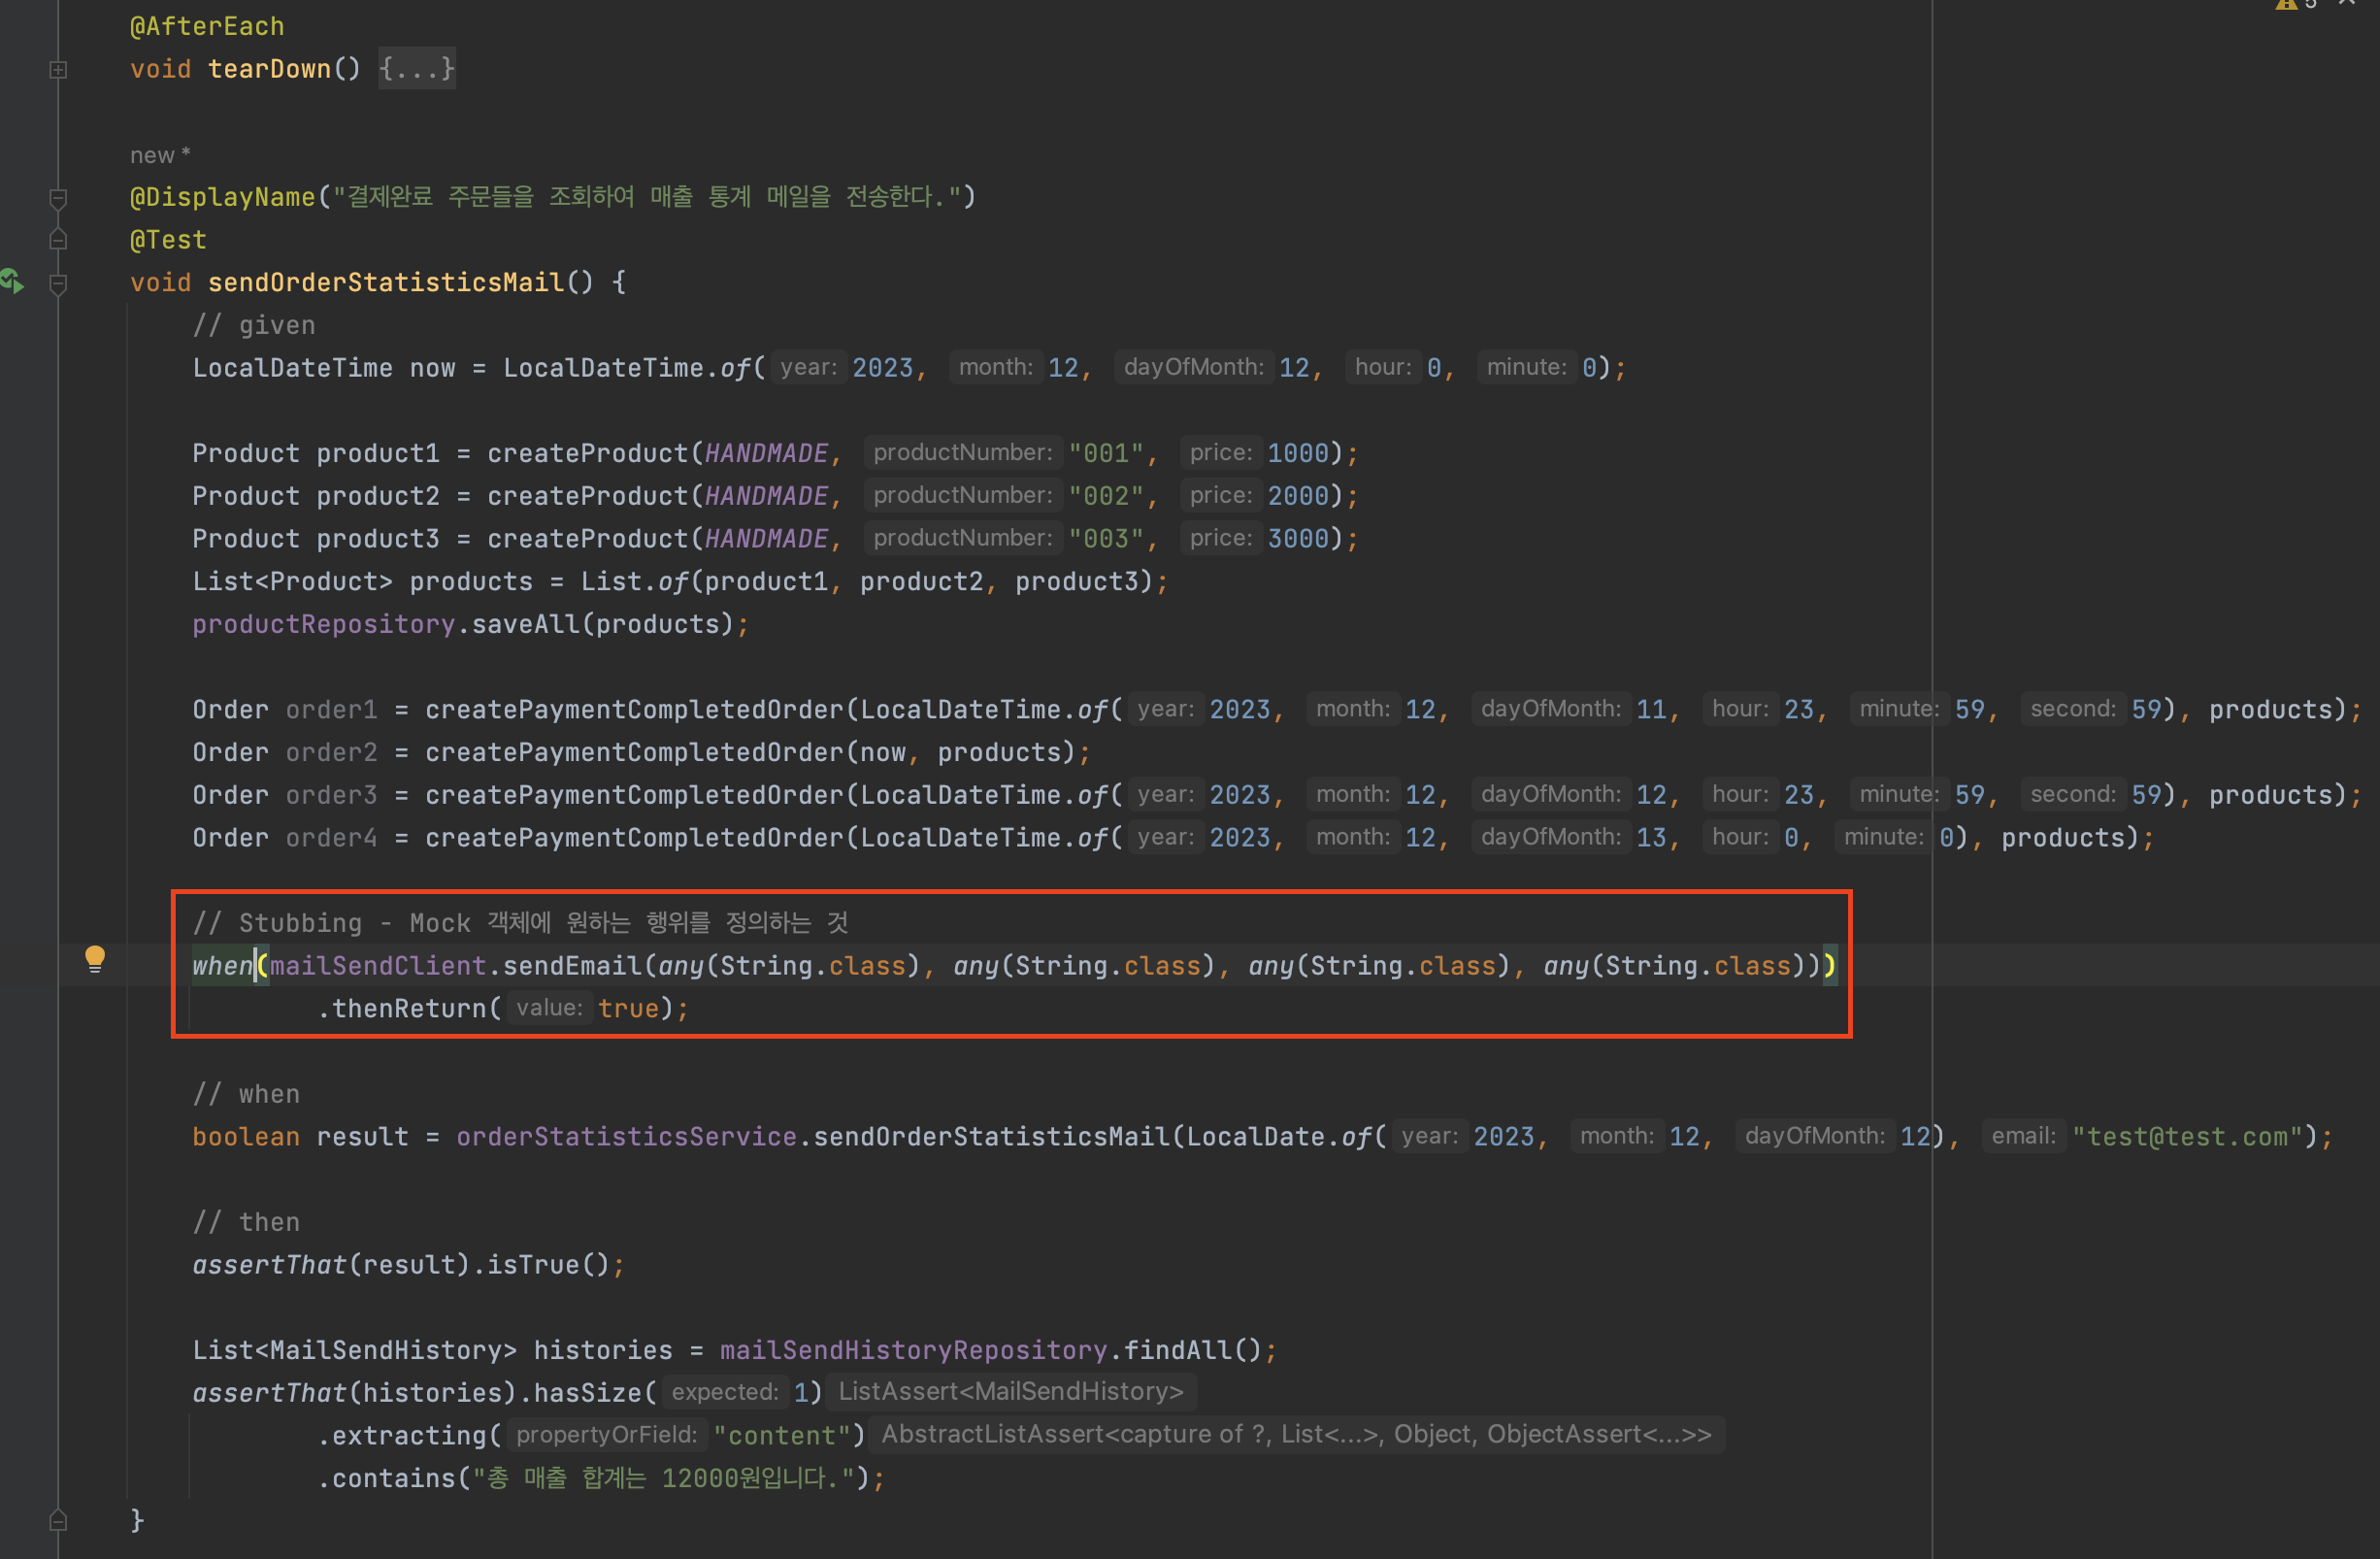 5
@AfterEach
void tearDown() {...}
new *
@DisplayName("결제완료 주문들을 조회하여 매출 통계 메일을 전송한다.")
@Test
void sendOrderStatisticsMail() {
// given
LocalDateTime now = LocalDateTime.of( year: 2023, month: 12, dayOfMonth: 12, hour: 0, minute: 0);
Product product1 = createProduct(HANDMADE, productNumber: "001", price: 1000);
Product product2 = createProduct(HANDMADE, productNumber: "002", price: 2000);
Product product3 = createProduct(HANDMADE, productNumber: "003", price: 3000);
List<Product> products = List.of(product1, product2, product3);
productRepository.saveAll(products);
Order order1 = createPaymentCompletedOrder(LocalDateTime.of( year: 2023, month: 12, dayOfMonth: 11, hour: 23, minute: 59, second: 59), products);
Order order2 = createPaymentCompletedOrder(now, products);
Order order3 = createPaymentCompletedOrder(LocalDateTime.of( year: 2023, month: 12, dayOfMonth: 12, hour: 23, minute: 59, second: 59), products);
Order order4 = createPaymentCompletedOrder(LocalDateTime.of( year: 2023, month: 12, dayOfMonth: 13, hour: 0, minute: 0), products);
// Stubbing - Mock 객체에 원하는 행위를 정의하는 것
when(mailSendClient.sendEmail(any(String.class), any(String.class), any(String.class), any(String.class)))
.thenReturn( value: true);
// when
boolean result = orderStatisticsService.sendOrderStatisticsMail(LocalDate.of( year: 2023, month: 12, dayOfMonth: 12), email: "test@test.com");
// then
assertThat(result).isTrue();
List<MailSendHistory> histories = mailSendHistoryRepository.findAll();
assertThat(histories).hasSize( expected: 1) ListAssert<MailSendHistory>
.extracting( propertyOrField: "content") AbstractListAssert<capture of ?, List<...>, Object, ObjectAssert<...>>
.contains("총 매출 합계는 12000원입니다.");
}